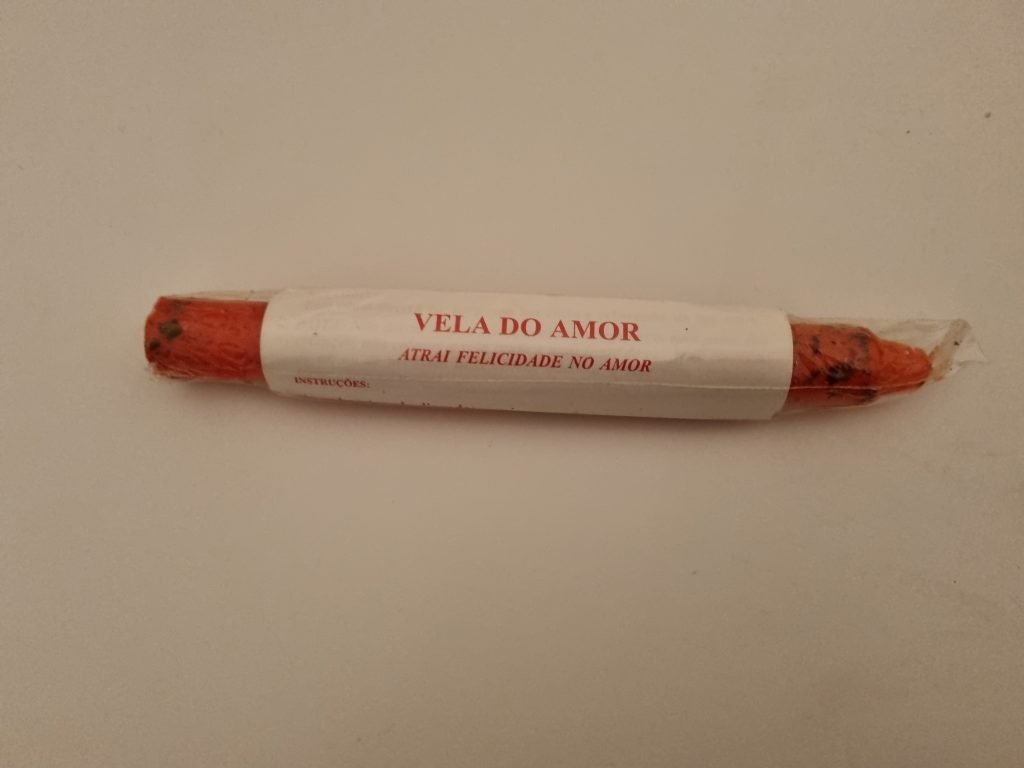 VELA DO AMOR
ATRAI FELICIDADE NO AMOR
INSTRUÇÕES: